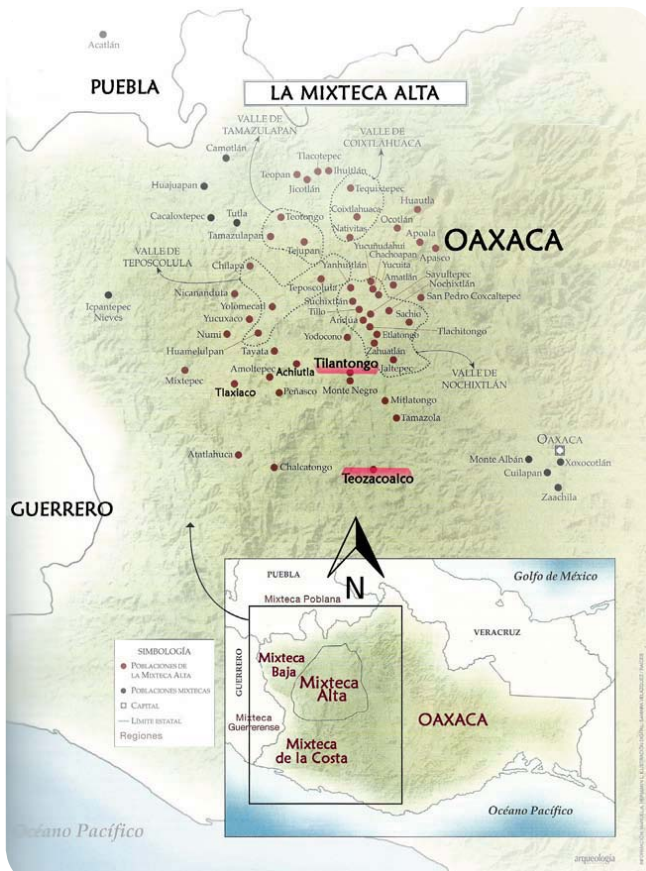 Acatlán
PUEBLA
LA MIXTECA ALTA
VALLE DE
TAMAZULAPAN
VALLE DE
COIXTLAHUACA
Camotlán
Tlacotepec
Ihuitlán
Teopan
Jicotlán
Huajuapan
Tequixtepec
Huautla
Cacaloxtepec
Tutla
Teotongo
Coixtlahuaca
Ocotlán
Tamazulapan
Nativitas
Apoala
OAXACA
Tejupan
Yucuñudahui
Apasco
VALLE DE
TEPOSCOLULA
Chachoapan
Chilapa
Yanhuitlán
Yucuita
Sayultepec
Teposcolula
Amatlán
Nochixtlán
Icpantepec
Nieves
Nicananduta
Suchixtlán
San Pedro Coxcaltepec
Yolomecatl
Tillo
Sachio
Yucuxaco
Andúa
Tlachitongo
Numi
Yodocono
Etlatongo
Huamelulpan
Tayata
Zahuatlán
Tilantongo
Jaltepec
VALLE DE
NOCHIXTLÁN
Mixtepec
Amoltepec
Achiutla
Tlaxiaco
Peñasco
Monte Negro
Mitlatongo
Tamazola
OAXACA
Atatlahuca
Monte Albán
Xoxocotlán
Chalcatongo
Teozacoalco
Cuilapan
Zaachila
GUERRERO
N
PUEBLA
Golfo de México
Mixteca Poblana
VERACRUZ
SIMBOLOGÍA
POBLACIONES DE
LA MIXTECA ALTA
POBLACIONES MIXTECAS
CAPITAL
LÍMITE ESTATAL
Regiones
GUERRERO
Mixteca
Baja
Mixteca
Alta
OAXACA
Mixteca
Guerrerense
Mixteca
de la Costa
Océano Pacífico
Océano Pacífico
arqueología